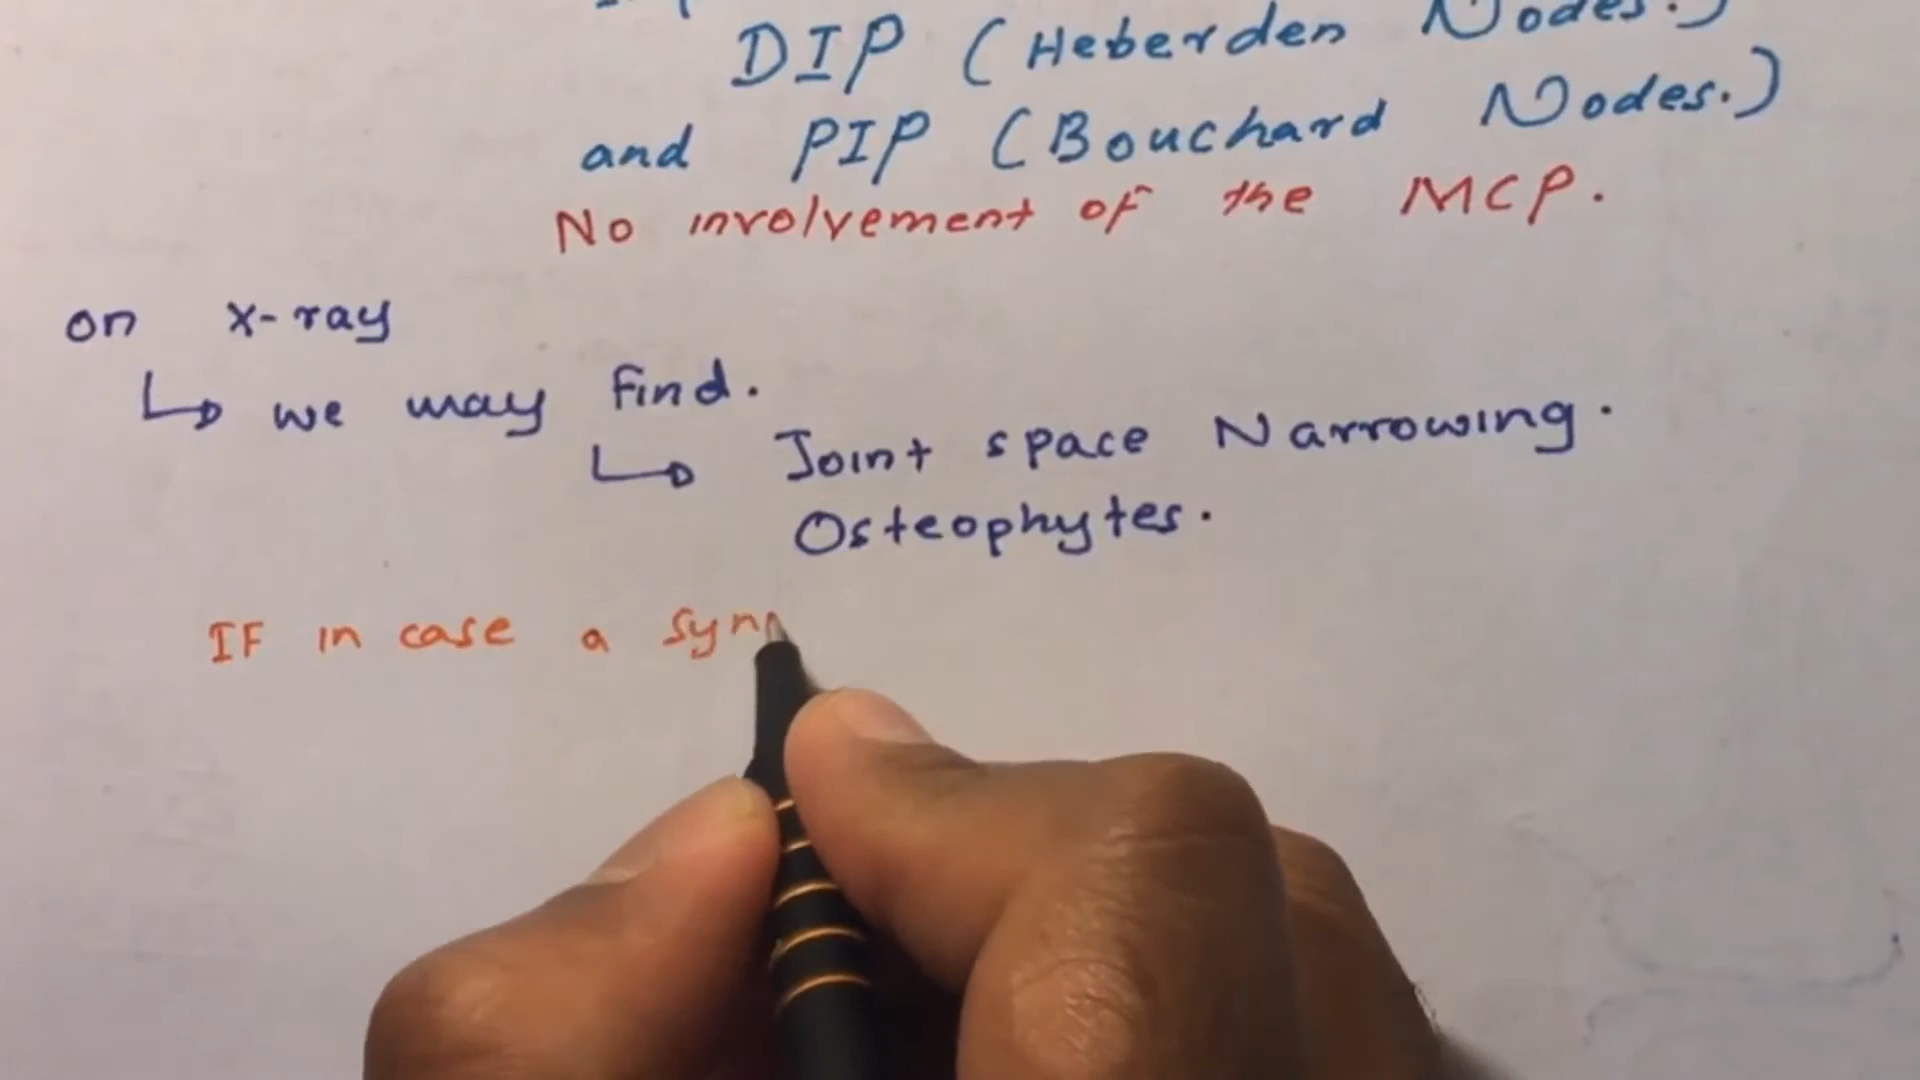 DIP (Heberden Nodes.)
and PIP (Bouchard Nodes.)
No involvement of the MCP.
on x-ray
↳ we may find.
↳ Joint space Narrowing.
Osteophytes.
IF in case a syn